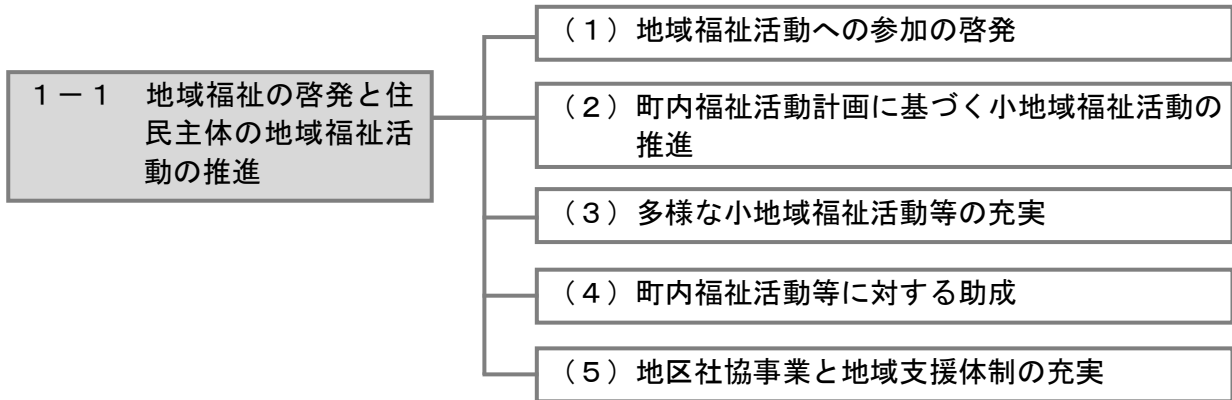 １－１　地域福祉の啓発と住
民主体の地域福祉活
動の推進
（１）地域福祉活動への参加の啓発
（２）町内福祉活動計画に基づく小地域福祉活動の
推進
（３）多様な小地域福祉活動等の充実
（４）町内福祉活動等に対する助成
（５）地区社協事業と地域支援体制の充実